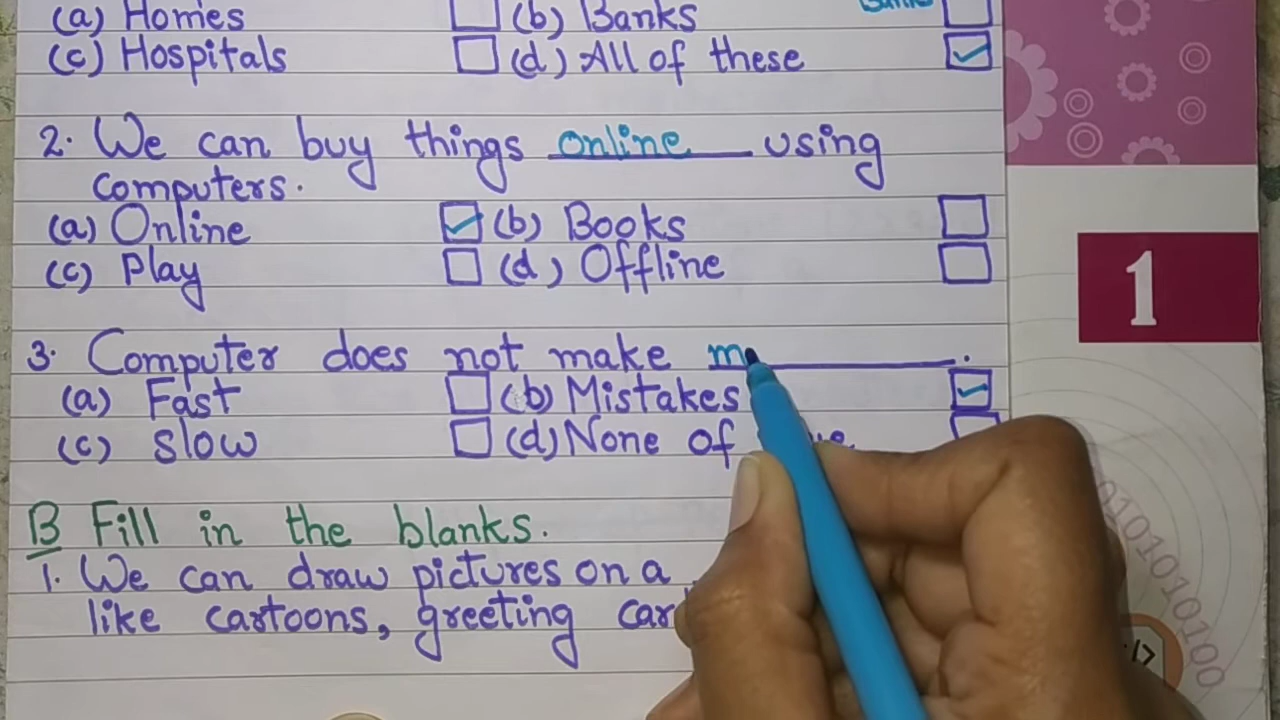 (a) Homes (b) Banks
(c) Hospitals (d) All of these
2. We can buy things online using
computers.
(a) Online (b) Books
(c) Play (d) Offline
3. Computer does not make m .
(a) Fast (b) Mistakes
(c) Slow (d) None of
B Fill in the blanks.
1. We can draw pictures on a
like cartoons, greeting car
1